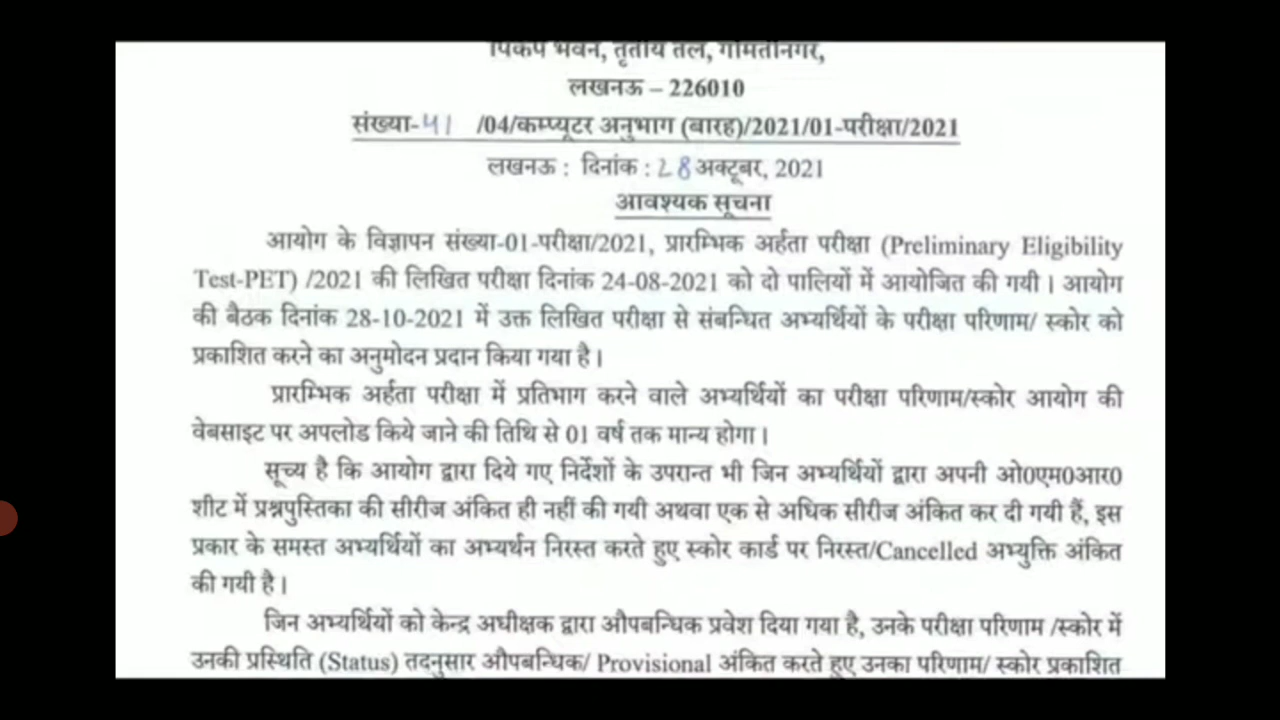 पिकप भवन, तृतीय तल, गोमतीनगर,
लखनऊ – 226010
संख्या-41 /04/कम्प्यूटर अनुभाग (बारह)/2021/01-परीक्षा/2021
लखनऊ : दिनांक : 28 अक्टूबर, 2021
आवश्यक सूचना
आयोग के विज्ञापन संख्या-01-परीक्षा/2021, प्रारम्भिक अर्हता परीक्षा (Preliminary Eligibility
Test-PET) /2021 की लिखित परीक्षा दिनांक 24-08-2021 को दो पालियों में आयोजित की गयी। आयोग
की बैठक दिनांक 28-10-2021 में उक्त लिखित परीक्षा से संबन्धित अभ्यर्थियों के परीक्षा परिणाम/ स्कोर को
प्रकाशित करने का अनुमोदन प्रदान किया गया है।
प्रारम्भिक अर्हता परीक्षा में प्रतिभाग करने वाले अभ्यर्थियों का परीक्षा परिणाम/स्कोर आयोग की
वेबसाइट पर अपलोड किये जाने की तिथि से 01 वर्ष तक मान्य होगा।
सूच्य है कि आयोग द्वारा दिये गए निर्देशों के उपरान्त भी जिन अभ्यर्थियों द्वारा अपनी ओ0एम0आर0
शीट में प्रश्नपुस्तिका की सीरीज अंकित ही नहीं की गयी अथवा एक से अधिक सीरीज अंकित कर दी गयी हैं, इस
प्रकार के समस्त अभ्यर्थियों का अभ्यर्थन निरस्त करते हुए स्कोर कार्ड पर निरस्त/Cancelled अभ्युक्ति अंकित
की गयी है।
जिन अभ्यर्थियों को केन्द्र अधीक्षक द्वारा औपबन्धिक प्रवेश दिया गया है, उनके परीक्षा परिणाम /स्कोर में
उनकी प्रस्थिति (Status) तदनुसार औपबन्धिक/ Provisional अंकित करते हुए उनका परिणाम/ स्कोर प्रकाशित